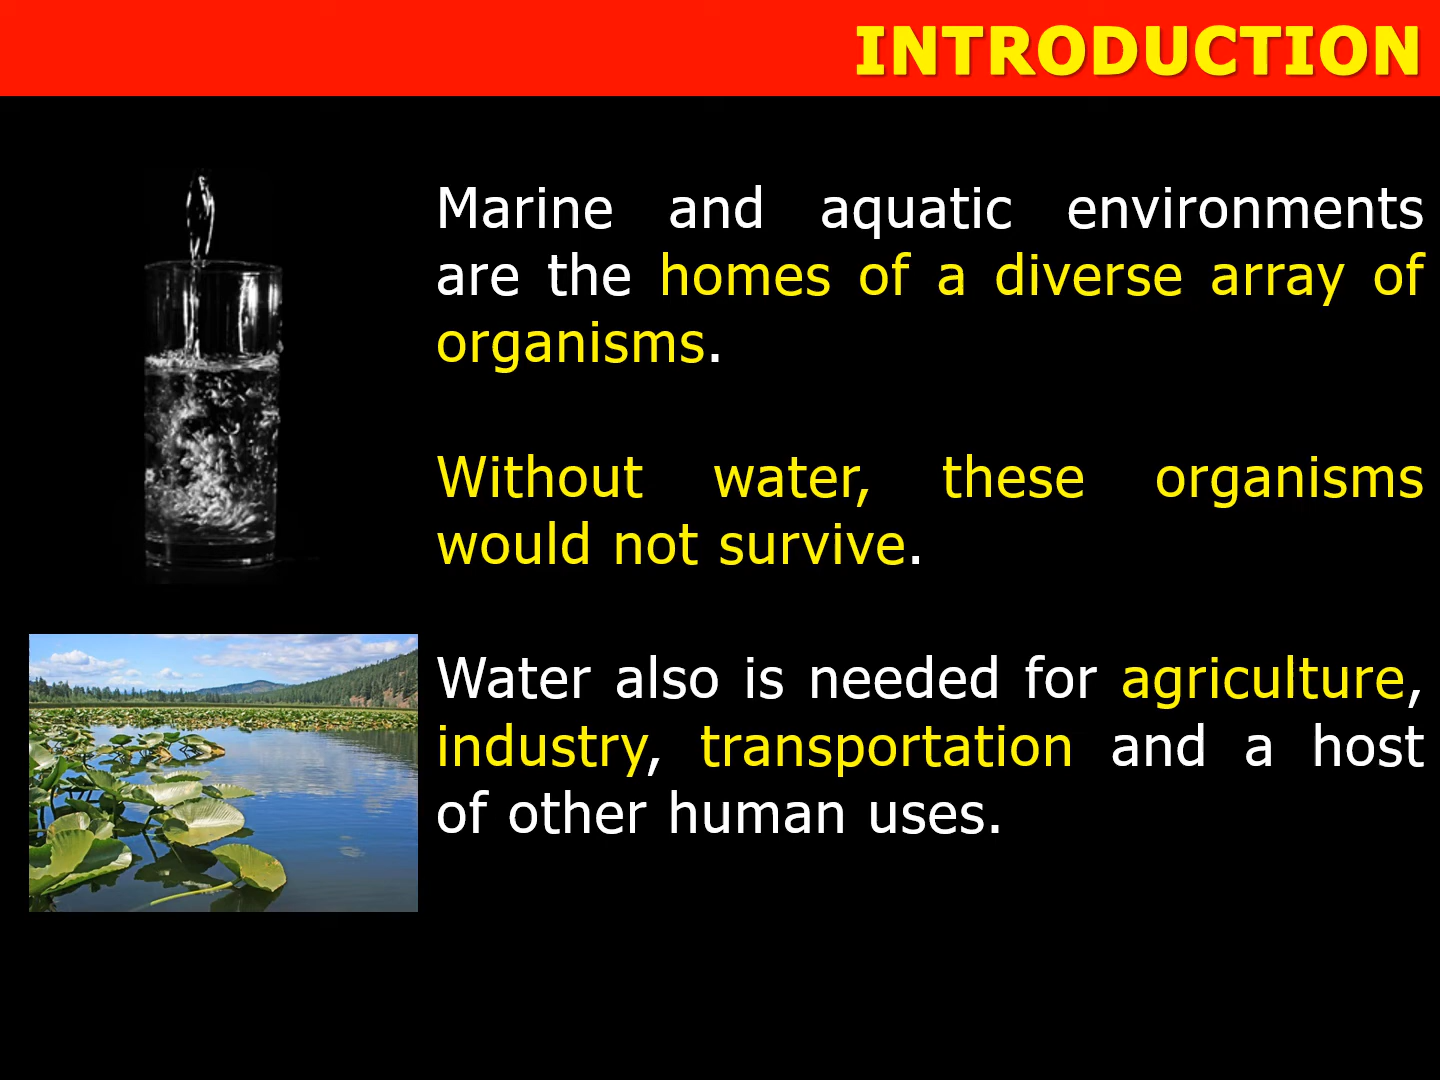 INTRODUCTION
Marine and aquatic environments
are the homes of a diverse array of
organisms.
Without water, these organisms
would not survive.
Water also is needed for agriculture,
industry, transportation and a host
of other human uses.